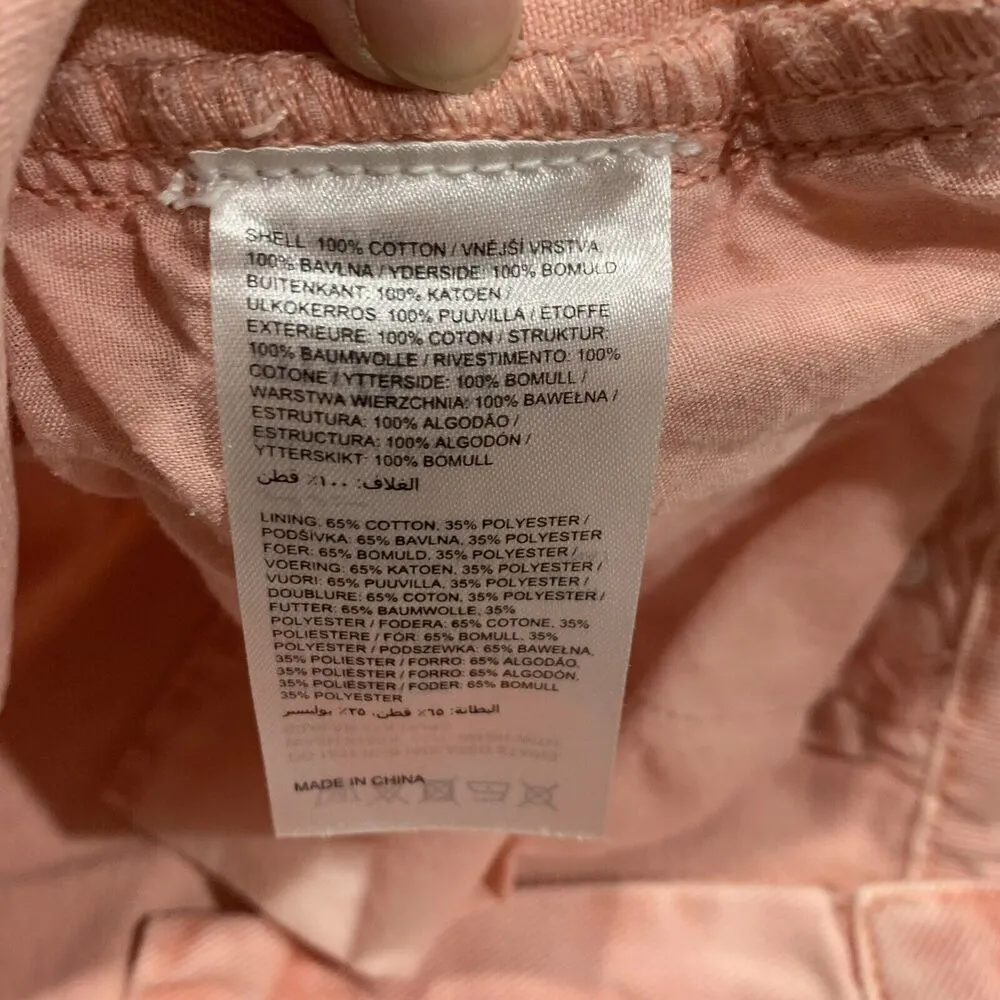 SHELL 100% COTTON / VNĚJŠÍ VRSTVA:
100% BAVLNA / YDERSIDE: 100% BOMULD
BUITENKANT: 100% KATOEN /
ULKOKERROS: 100% PUUVILLA / ÉTOFFE
EXTÉRIEURE: 100% COTON / STRUKTUR:
100% BAUMWOLLE / RIVESTIMENTO: 100%
COTONE / YTTERSIDE: 100% BOMULL /
WARSTWA WIERZCHNIA: 100% BAWEŁNA /
ESTRUTURA: 100% ALGODÃO /
ESTRUCTURA: 100% ALGODÓN /
YTTERSKIKT: 100% BOMULL
الغلاف: ١٠٠٪ قطن
LINING: 65% COTTON, 35% POLYESTER /
PODŠÍVKA: 65% BAVLNA, 35% POLYESTER
FOER: 65% BOMULD, 35% POLYESTER /
VOERING: 65% KATOEN, 35% POLYESTER /
VUORI: 65% PUUVILLA, 35% POLYESTER /
DOUBLURE: 65% COTON, 35% POLYESTER /
FUTTER: 65% BAUMWOLLE, 35%
POLYESTER / FODERA: 65% COTONE, 35%
POLIESTERE / FÔR: 65% BOMULL, 35%
POLYESTER / PODSZEWKA: 65% BAWEŁNA,
35% POLIESTER / FORRO: 65% ALGODÃO,
35% POLIÉSTER / FORRO: 65% ALGODÓN,
35% POLIÉSTER / FODER: 65% BOMULL
35% POLYESTER
البطانة: ٦٥٪ قطن، ٣٥٪ بوليستر
MADE IN CHINA